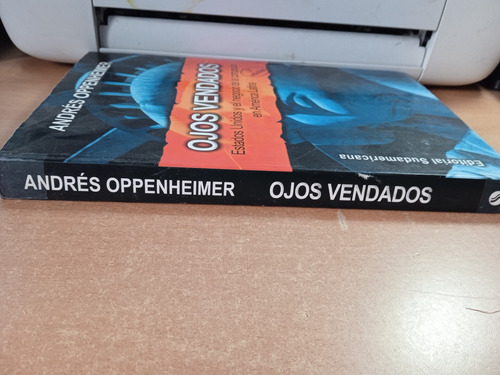 ANDRÉS OPPENHEIMER
OJOS VENDADOS
Estados Unidos y el negocio de la corrupción
en América Latina
Editorial Sudamericana
ANDRÉS OPPENHEIMER OJOS VENDADOS